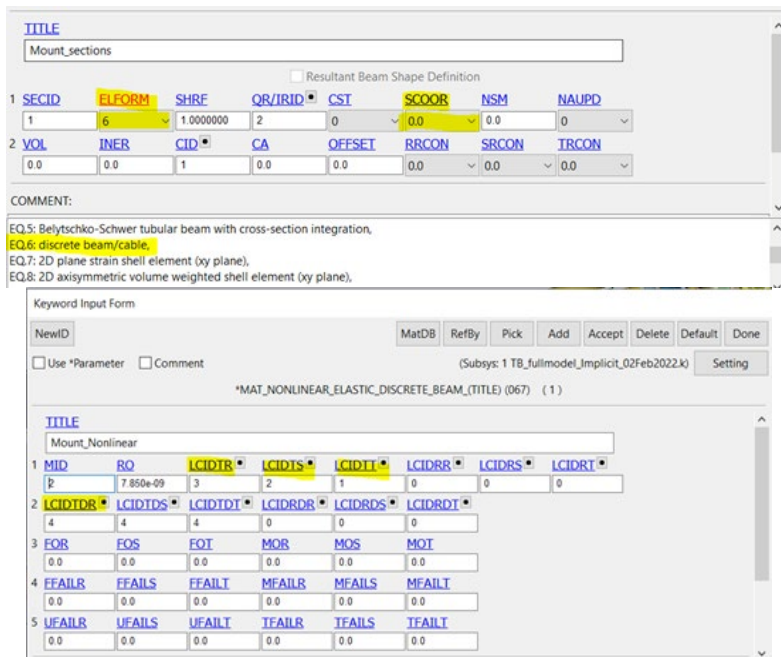 TITLE
Mount_sections
Resultant Beam Shape Definition
1 SECID ELFORM SHRF QR/IRID CST SCOOR NSM NAUPD
1 6 1.0000000 2 0 0.0 0.0 0
2 VOL INER CID CA OFFSET RRCON SRCON TRCON
0.0 0.0 1 0.0 0.0 0.0 0.0 0.0
COMMENT:
EQ.5: Belytschko-Schwer tubular beam with cross-section integration,
EQ.6: discrete beam/cable,
EQ.7: 2D plane strain shell element (xy plane),
EQ.8: 2D axisymmetric volume weighted shell element (xy plane),
Keyword Input Form
NewID MatDB RefBy Pick Add Accept Delete Default Done
Use *Parameter Comment (Subsys: 1 TB_fullmodel_Implicit_02Feb2022.k) Setting
*MAT_NONLINEAR_ELASTIC_DISCRETE_BEAM_(TITLE) (067) (1)
TITLE
Mount_Nonlinear
1 MID RO LCIDTR LCIDTS LCIDTT LCIDRR LCIDRS LCIDRT
2 7.850e-09 3 2 1 0 0 0
2 LCIDTDR LCIDTDS LCIDTDT LCIDRDR LCIDRDS LCIDRDT
4 4 4 0 0 0
3 FOR FOS FOT MOR MOS MOT
0.0 0.0 0.0 0.0 0.0 0.0
4 FFAILR FFAILS FFAILT MFAILR MFAILS MFAILT
0.0 0.0 0.0 0.0 0.0 0.0
5 UFAILR UFAILS UFAILT TFAILR TFAILS TFAILT
0.0 0.0 0.0 0.0 0.0 0.0